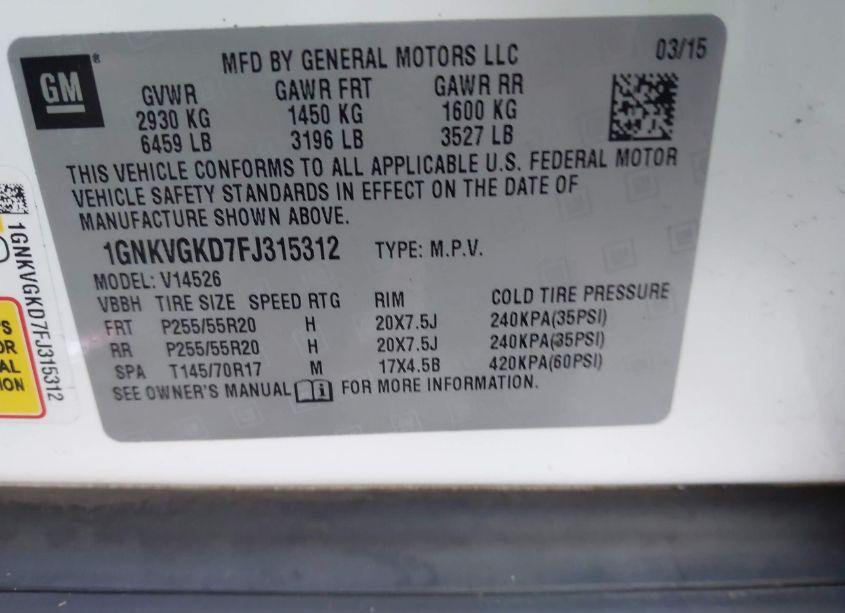 GM
MFD BY GENERAL MOTORS LLC
03/15
GVWR GAWR FRT GAWR RR
2930 KG 1450 KG 1600 KG
6459 LB 3196 LB 3527 LB
THIS VEHICLE CONFORMS TO ALL APPLICABLE U.S. FEDERAL MOTOR
VEHICLE SAFETY STANDARDS IN EFFECT ON THE DATE OF
MANUFACTURE SHOWN ABOVE.
1GNKVGKD7FJ315312 TYPE: M.P.V.
MODEL: V14526
VBBH TIRE SIZE SPEED RTG RIM COLD TIRE PRESSURE
FRT P255/55R20 H 20X7.5J 240KPA(35PSI)
RR P255/55R20 H 20X7.5J 240KPA(35PSI)
SPA T145/70R17 M 17X4.5B 420KPA(60PSI)
SEE OWNER'S MANUAL i FOR MORE INFORMATION.
1GNKVGKD7FJ315312
'S
OR
AL
ION